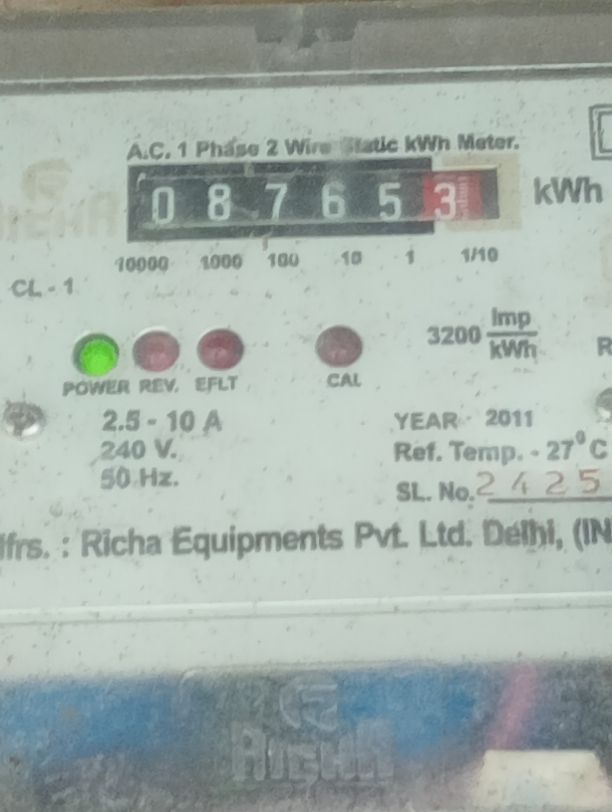 A.C. 1 Phase 2 Wire Static kWh Meter.
0 8 7 6 5 3 kWh
10000 1000 100 10 1 1/10
CL - 1
3200 Imp/kWh
POWER REV. EFLT CAL
2.5 - 10 A
240 V.
50 Hz.
YEAR - 2011
Ref. Temp. - 27°C
SL. No. 2425
Mfrs. : Richa Equipments Pvt. Ltd. Delhi, (IN
RICHA